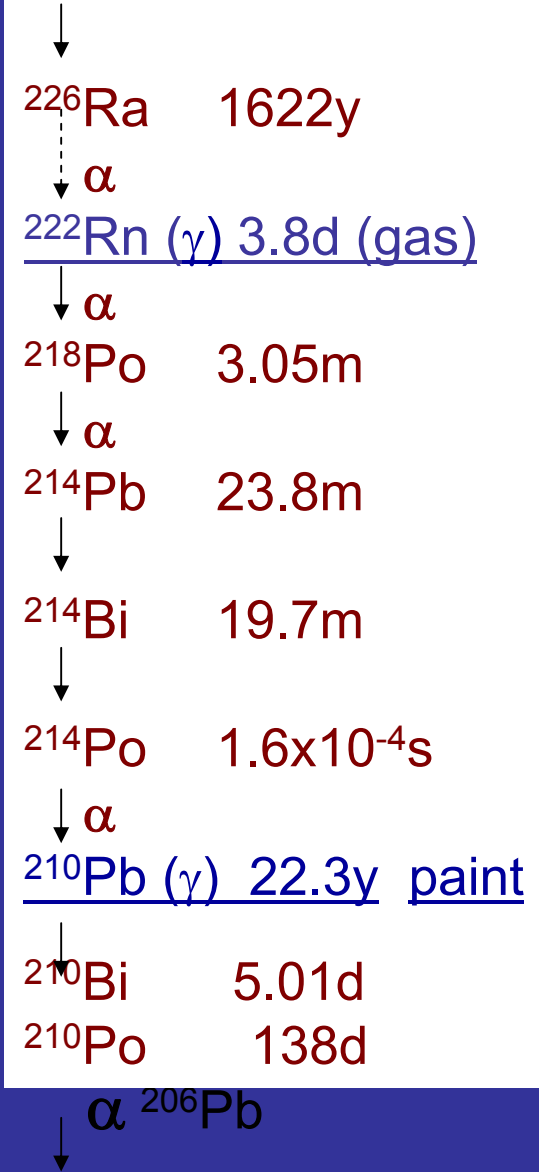 ²²⁶Ra 1622y
α
²²²Rn (γ) 3.8d (gas)
α
²¹⁸Po 3.05m
α
²¹⁴Pb 23.8m
²¹⁴Bi 19.7m
²¹⁴Po 1.6x10⁻⁴s
α
²¹⁰Pb (γ) 22.3y paint
²¹⁰Bi 5.01d
²¹⁰Po 138d
α ²⁰⁶Pb